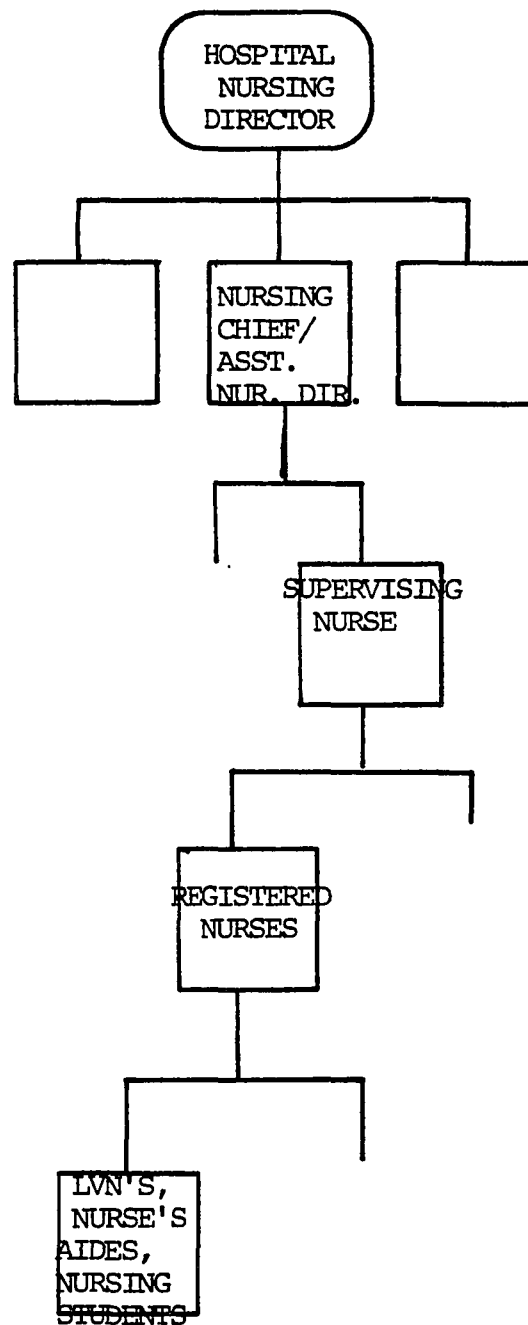 HOSPITAL
NURSING
DIRECTOR
NURSING
CHIEF/
ASST.
NUR. DIR.
SUPERVISING
NURSE
REGISTERED
NURSES
LVN'S,
NURSE'S
AIDES,
NURSING
STUDENTS